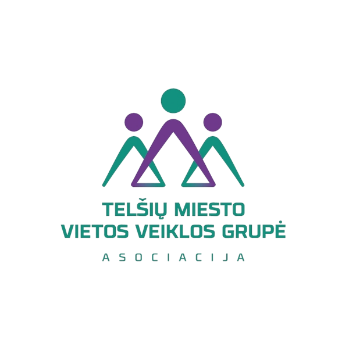 TELŠIŲ MIESTO
VIETOS VEIKLOS GRUPĖ
ASOCIACIJA